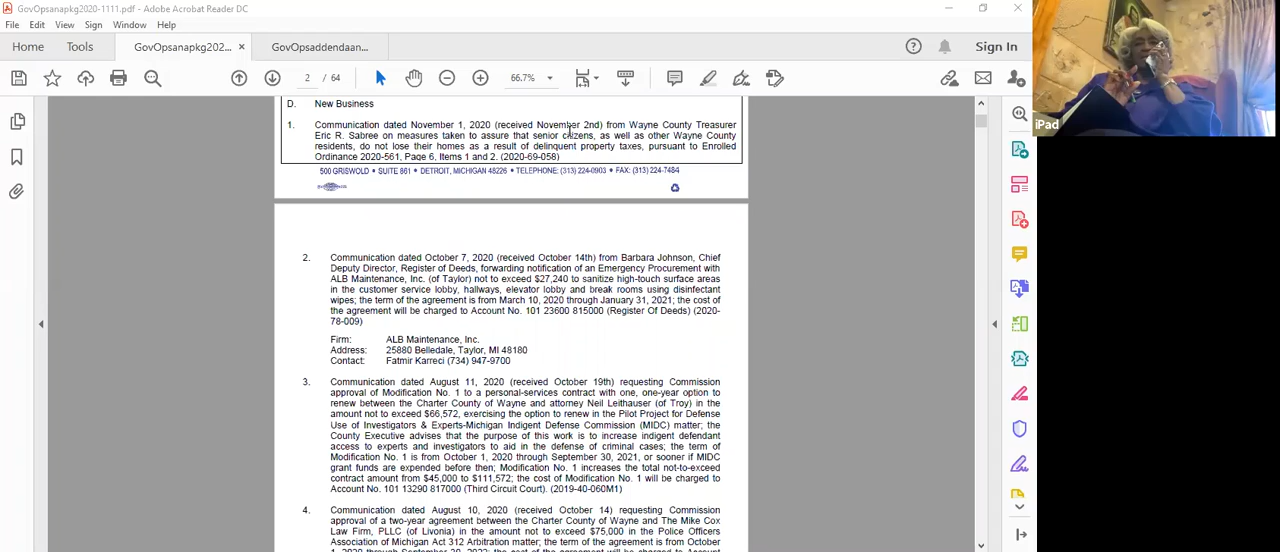 GovOpsanapkg2020-1111.pdf - Adobe Acrobat Reader DC
File Edit View Sign Window Help
Home Tools GovOpsanapkg202... × GovOpsaddendaan...
Sign In
2 / 64
66.7%
D. New Business
1. Communication dated November 1, 2020 (received November 2nd) from Wayne County Treasurer
Eric R. Sabree on measures taken to assure that senior citizens, as well as other Wayne County
residents, do not lose their homes as a result of delinquent property taxes, pursuant to Enrolled
Ordinance 2020-561, Page 6, Items 1 and 2. (2020-69-058)
500 GRISWOLD • SUITE 861 • DETROIT, MICHIGAN 48226 • TELEPHONE: (313) 224-0903 • FAX: (313) 224-7484
2. Communication dated October 7, 2020 (received October 14th) from Barbara Johnson, Chief
Deputy Director, Register of Deeds, forwarding notification of an Emergency Procurement with
ALB Maintenance, Inc. (of Taylor) not to exceed $27,240 to sanitize high-touch surface areas
in the customer service lobby, hallways, elevator lobby and break rooms using disinfectant
wipes; the term of the agreement is from March 10, 2020 through January 31, 2021; the cost of
the agreement will be charged to Account No. 101 23600 815000 (Register Of Deeds) (2020-
78-009)
Firm: ALB Maintenance, Inc.
Address: 25880 Belledale, Taylor, MI 48180
Contact: Fatmir Karreci (734) 947-9700
3. Communication dated August 11, 2020 (received October 19th) requesting Commission
approval of Modification No. 1 to a personal-services contract with one, one-year option to
renew between the Charter County of Wayne and attorney Neil Leithauser (of Troy) in the
amount not to exceed $66,572, exercising the option to renew in the Pilot Project for Defense
Use of Investigators & Experts-Michigan Indigent Defense Commission (MIDC) matter; the
County Executive advises that the purpose of this work is to increase indigent defendant
access to experts and investigators to aid in the defense of criminal cases; the term of
Modification No. 1 is from October 1, 2020 through September 30, 2021, or sooner if MIDC
grant funds are expended before then; Modification No. 1 increases the total not-to-exceed
contract amount from $45,000 to $111,572; the cost of Modification No. 1 will be charged to
Account No. 101 13290 817000 (Third Circuit Court). (2019-40-060M1)
4. Communication dated August 10, 2020 (received October 14) requesting Commission
approval of a two-year agreement between the Charter County of Wayne and The Mike Cox
Law Firm, PLLC (of Livonia) in the amount not to exceed $75,000 in the Police Officers
Association of Michigan Act 312 Arbitration matter; the term of the agreement is from October
1, 2020 through September 30, 2022; the cost of the agreement will be charged to Account
iPad